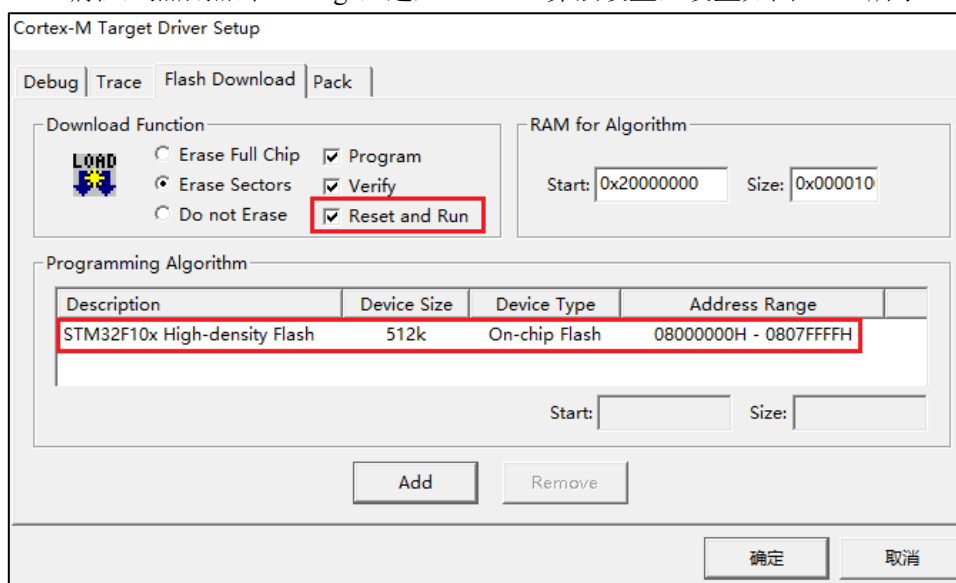 Cortex-M Target Driver Setup
Debug Trace Flash Download Pack
Download Function
LOAD
Erase Full Chip
Erase Sectors
Do not Erase
Program
Verify
Reset and Run
RAM for Algorithm
Start: 0x20000000 Size: 0x000010
Programming Algorithm
Description Device Size Device Type Address Range
STM32F10x High-density Flash 512k On-chip Flash 08000000H - 0807FFFFH
Start: Size:
Add Remove
确定 取消